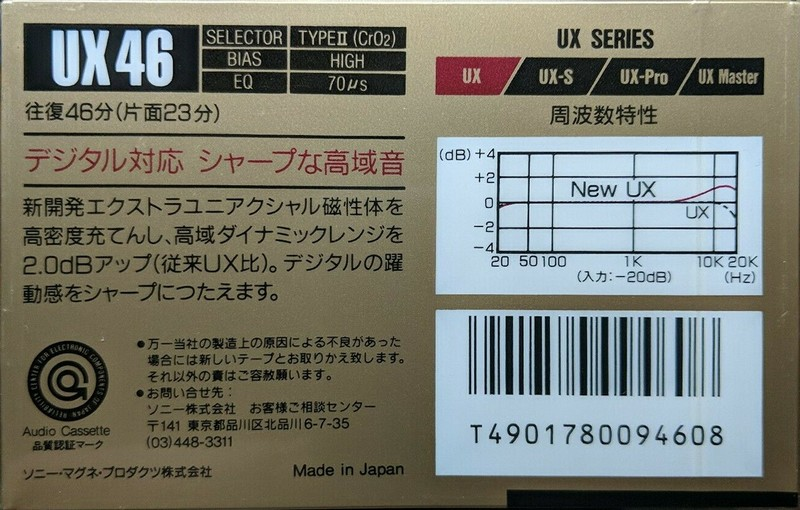 UX46
SELECTOR TYPEⅡ (CrO2)
BIAS HIGH
EQ 70μs
往復46分(片面23分)
デジタル対応 シャープな高域音
新開発エクストラユニアクシャル磁性体を
高密度充てんし、高域ダイナミックレンジを
2.0dBアップ(従来UX比)。デジタルの躍
動感をシャープにつたえます。
●万一当社の製造上の原因による不良があった
場合には新しいテープとお取りかえ致します。
それ以外の責はご容赦願います。
●お問い合せ先:
ソニー株式会社 お客様ご相談センター
〒141 東京都品川区北品川6-7-35
(03)448-3311
Audio Cassette
品質認証マーク
ソニー・マグネ・プロダクツ株式会社
Made in Japan
UX SERIES
UX UX-S UX-Pro UX Master
周波数特性
(dB) +4
+2
0
-2
-4
New UX
UX
20 50 100 1K 10K 20K
(入力:-20dB) (Hz)
T4901780094608